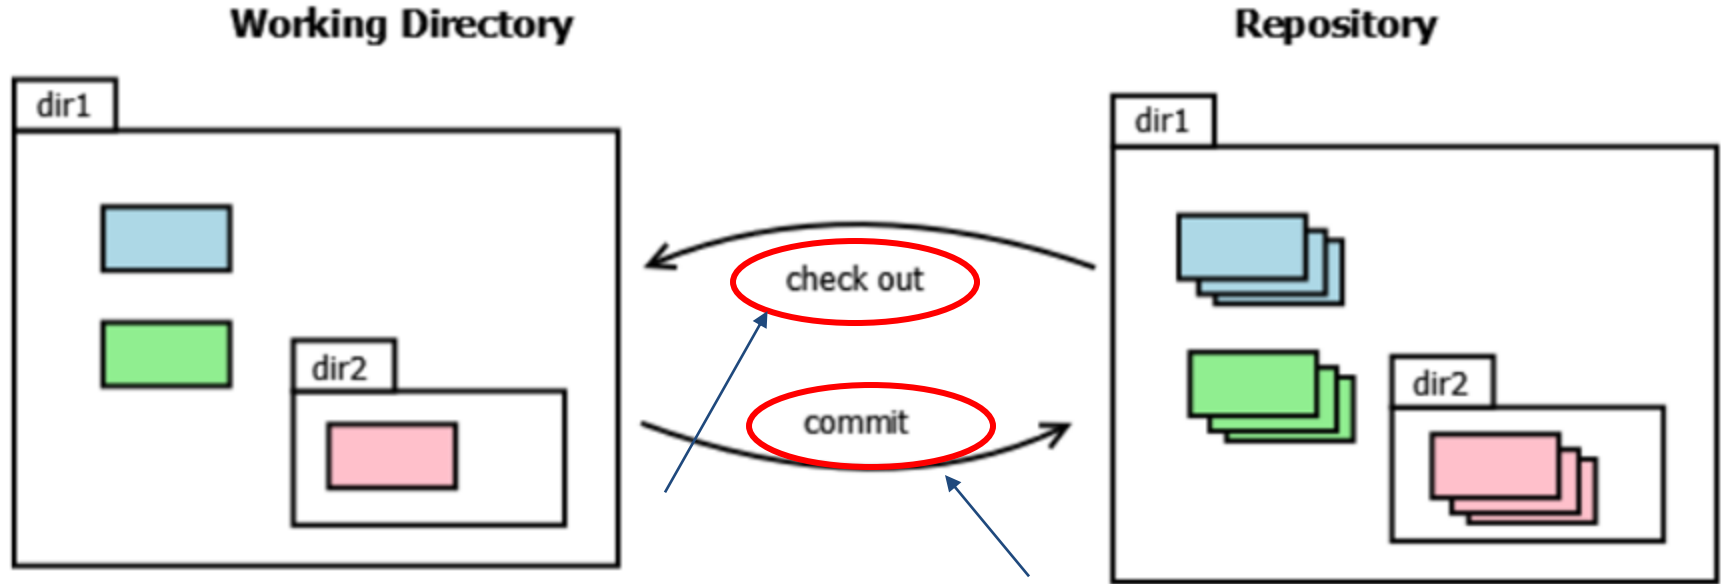 Working Directory
Repository
dir1
dir1
check out
dir2
dir2
commit